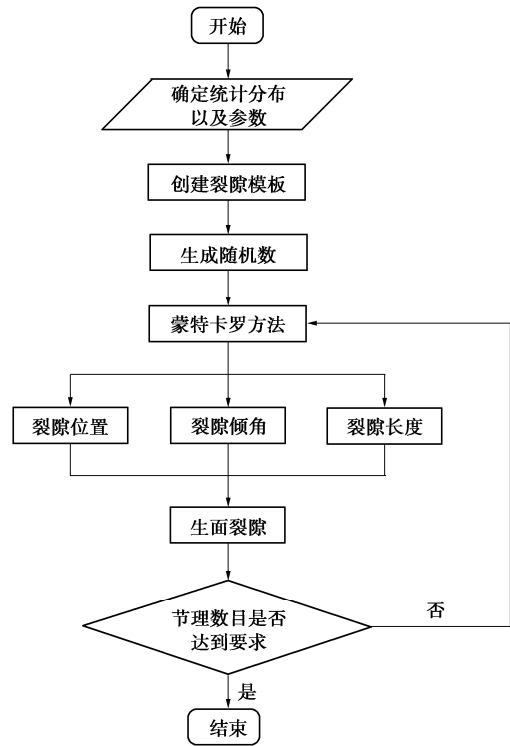 开始
确定统计分布
以及参数
创建裂隙模板
生成随机数
蒙特卡罗方法
裂隙位置
裂隙倾角
裂隙长度
生面裂隙
节理数目是否
达到要求
否
是
结束